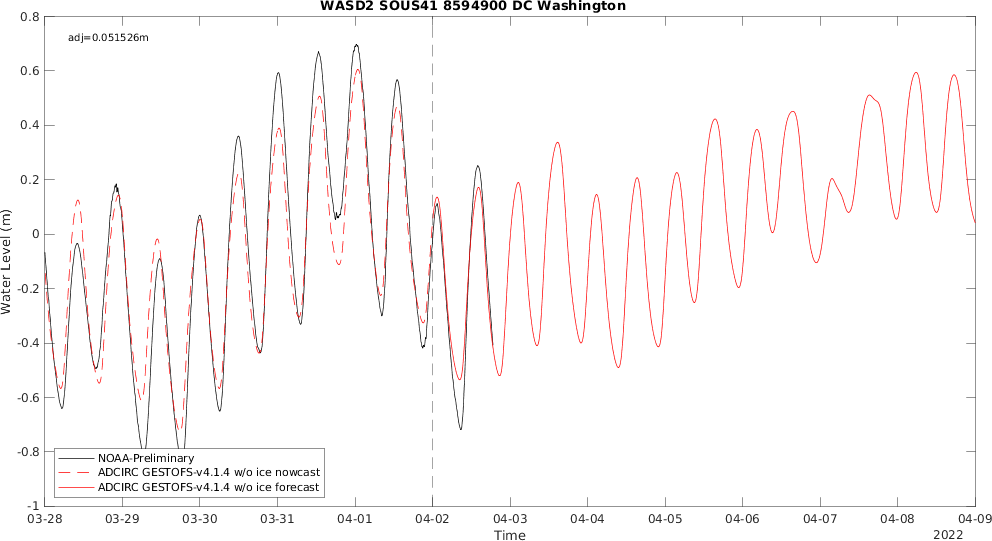 WASD2 SOUS41 8594900 DC Washington
adj=0.051526m
0.8
0.6
0.4
0.2
0
-0.2
-0.4
-0.6
-0.8
-1
Water Level (m)
NOAA-Preliminary
ADCIRC GESTOFS-v4.1.4 w/o ice nowcast
ADCIRC GESTOFS-v4.1.4 w/o ice forecast
03-28 03-29 03-30 03-31 04-01 04-02 04-03 04-04 04-05 04-06 04-07 04-08 04-09
Time
2022